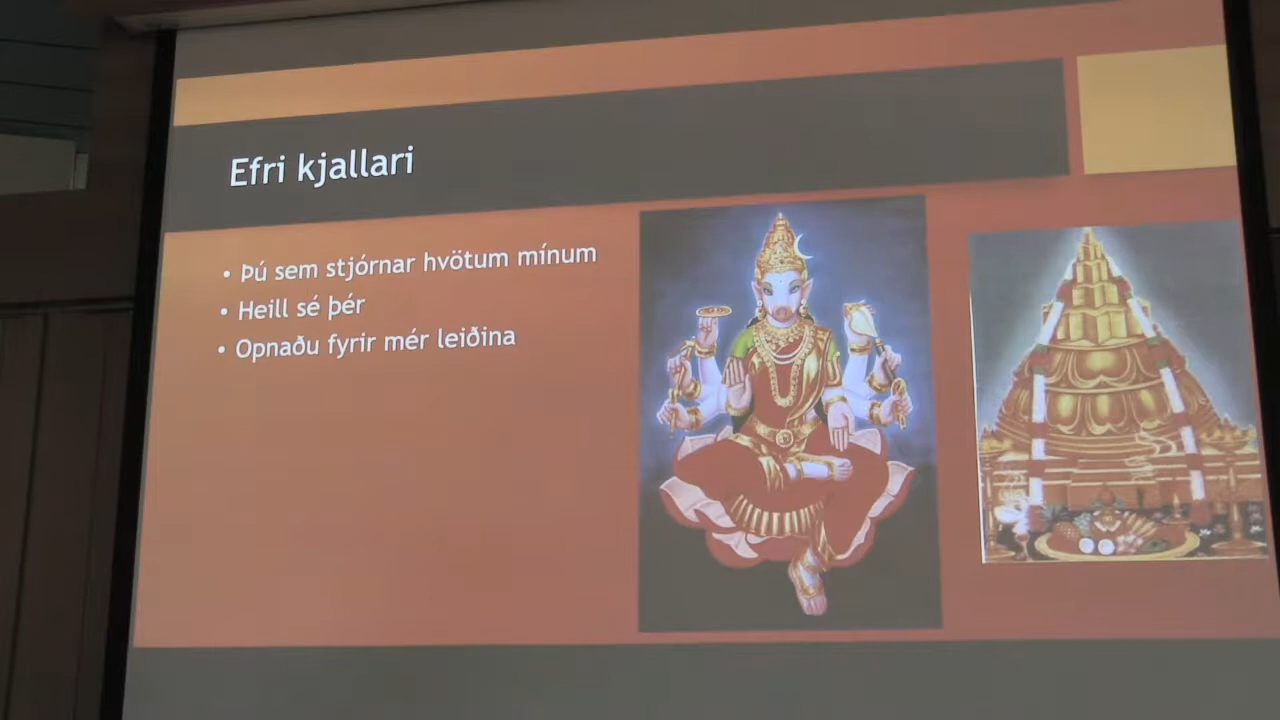 Efri kjallari
• Þú sem stjórnar hvötum mínum
• Heill sé þér
• Opnaðu fyrir mér leiðina